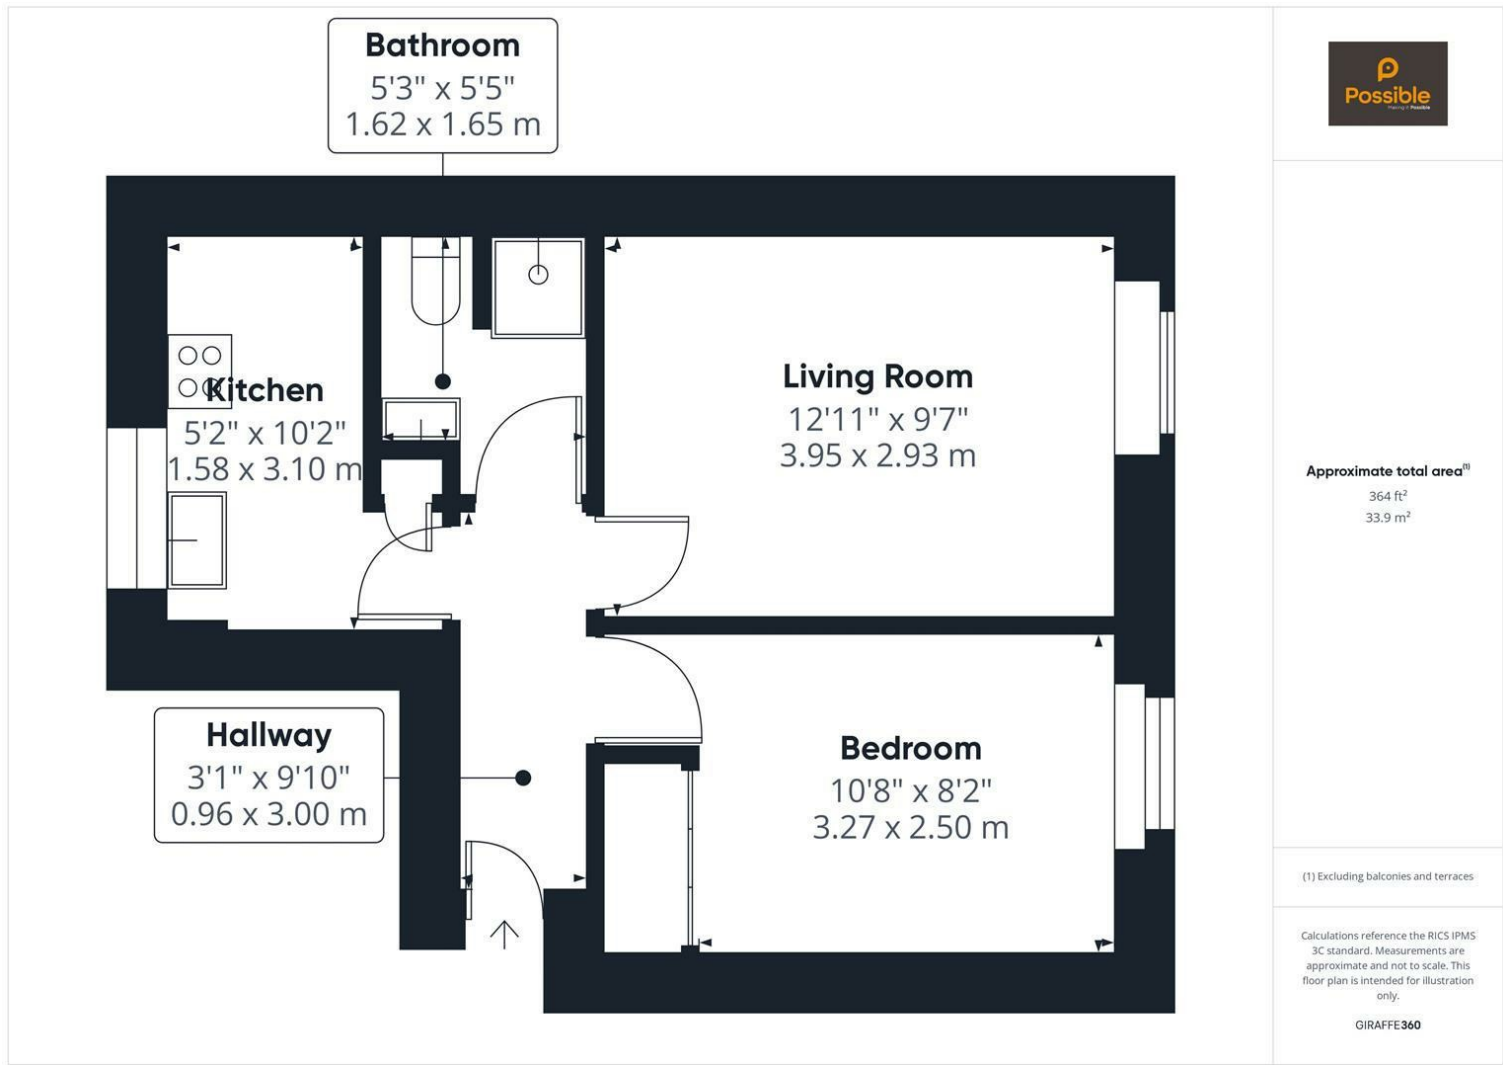 Bathroom
5'3" x 5'5"
1.62 x 1.65 m
Kitchen
5'2" x 10'2"
1.58 x 3.10 m
Living Room
12'11" x 9'7"
3.95 x 2.93 m
Hallway
3'1" x 9'10"
0.96 x 3.00 m
Bedroom
10'8" x 8'2"
3.27 x 2.50 m
Possible
Making it Possible
Approximate total area(1)
364 ft²
33.9 m²
(1) Excluding balconies and terraces
Calculations reference the RICS IPMS
3C standard. Measurements are
approximate and not to scale. This
floor plan is intended for illustration
only.
GIRAFFE360